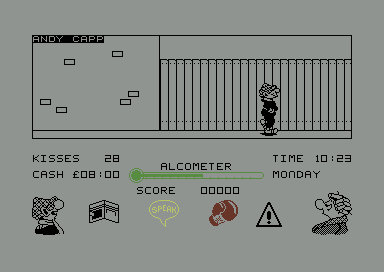 ANDY CAPP
KISSES 28
TIME 10:23
CASH £08:00
ALCOMETER
MONDAY
SCORE 00000
SPEAK
!